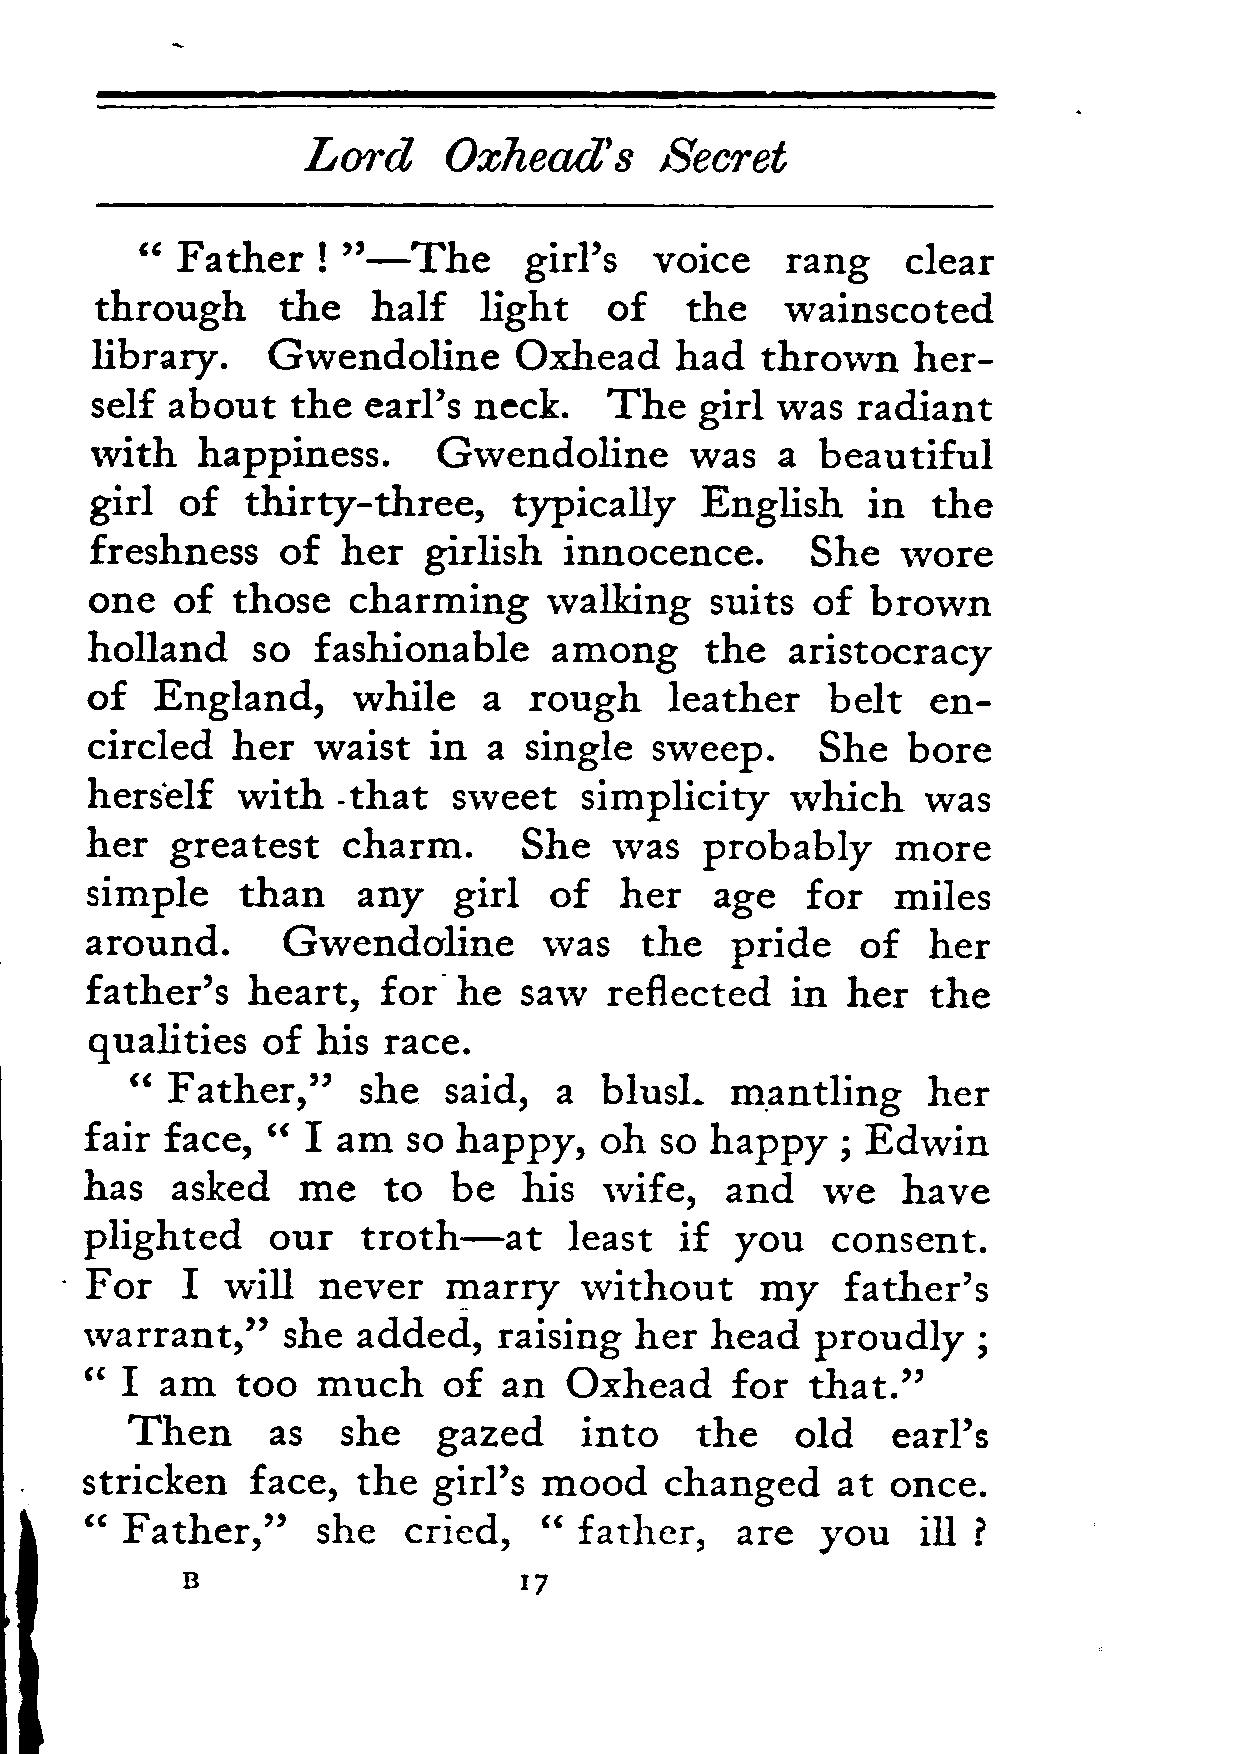 Lord Oxhead's Secret
“ Father ! ”—The girl’s voice rang clear
through the half light of the wainscoted
library. Gwendoline Oxhead had thrown her-
self about the earl’s neck. The girl was radiant
with happiness. Gwendoline was a beautiful
girl of thirty-three, typically English in the
freshness of her girlish innocence. She wore
one of those charming walking suits of brown
holland so fashionable among the aristocracy
of England, while a rough leather belt en-
circled her waist in a single sweep. She bore
herself with that sweet simplicity which was
her greatest charm. She was probably more
simple than any girl of her age for miles
around. Gwendoline was the pride of her
father’s heart, for he saw reflected in her the
qualities of his race.
“ Father,” she said, a blush mantling her
fair face, “ I am so happy, oh so happy ; Edwin
has asked me to be his wife, and we have
plighted our troth—at least if you consent.
For I will never marry without my father’s
warrant,” she added, raising her head proudly ;
“ I am too much of an Oxhead for that.”
Then as she gazed into the old earl’s
stricken face, the girl’s mood changed at once.
“ Father,” she cried, “ father, are you ill ?
B 17